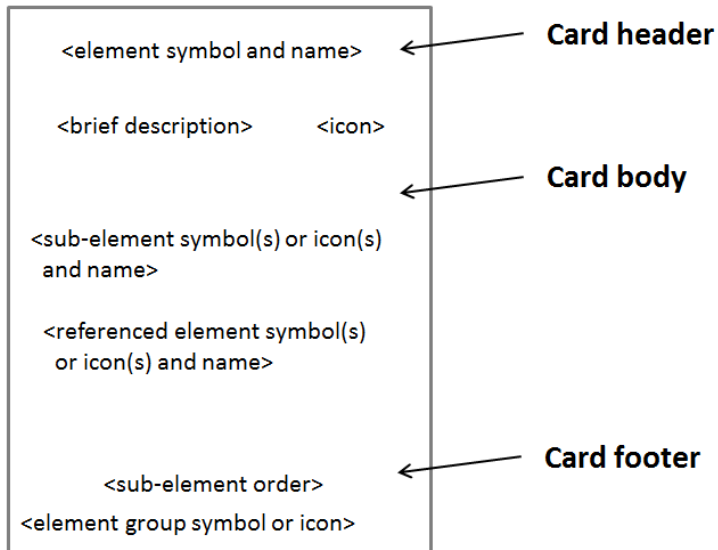 <element symbol and name>
Card header
<brief description> <icon>
Card body
<sub-element symbol(s) or icon(s)
and name>
<referenced element symbol(s)
or icon(s) and name>
Card footer
<sub-element order>
<element group symbol or icon>